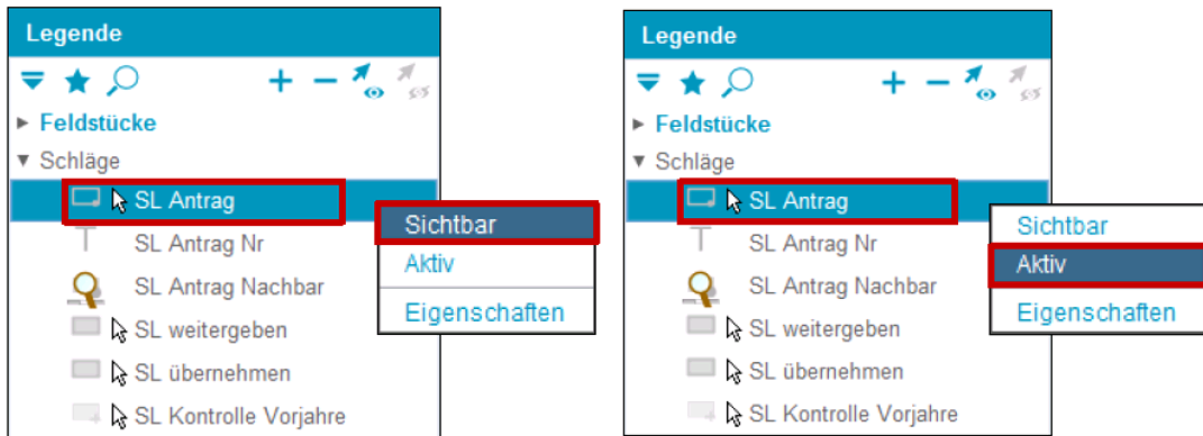 Legende
Feldstücke
Schläge
SL Antrag
SL Antrag Nr
SL Antrag Nachbar
SL weitergeben
SL übernehmen
SL Kontrolle Vorjahre
Sichtbar
Aktiv
Eigenschaften
Legende
Feldstücke
Schläge
SL Antrag
SL Antrag Nr
SL Antrag Nachbar
SL weitergeben
SL übernehmen
SL Kontrolle Vorjahre
Sichtbar
Aktiv
Eigenschaften